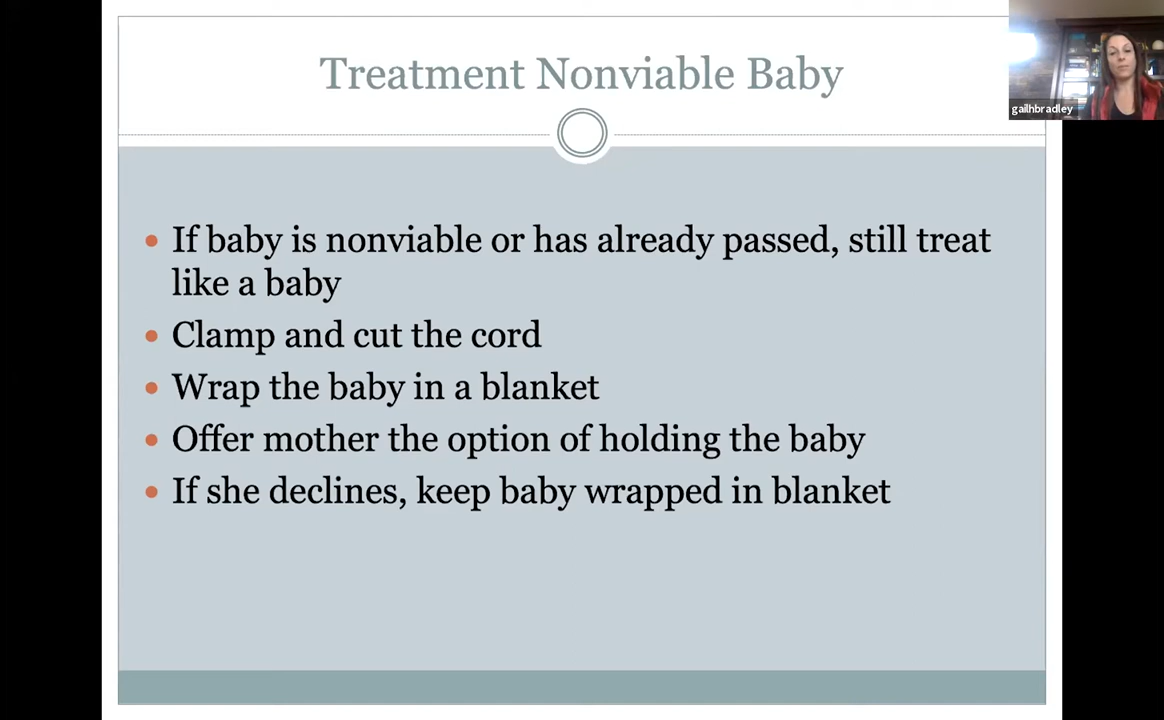 Treatment Nonviable Baby
gailhbradley
• If baby is nonviable or has already passed, still treat
like a baby
• Clamp and cut the cord
• Wrap the baby in a blanket
• Offer mother the option of holding the baby
• If she declines, keep baby wrapped in blanket